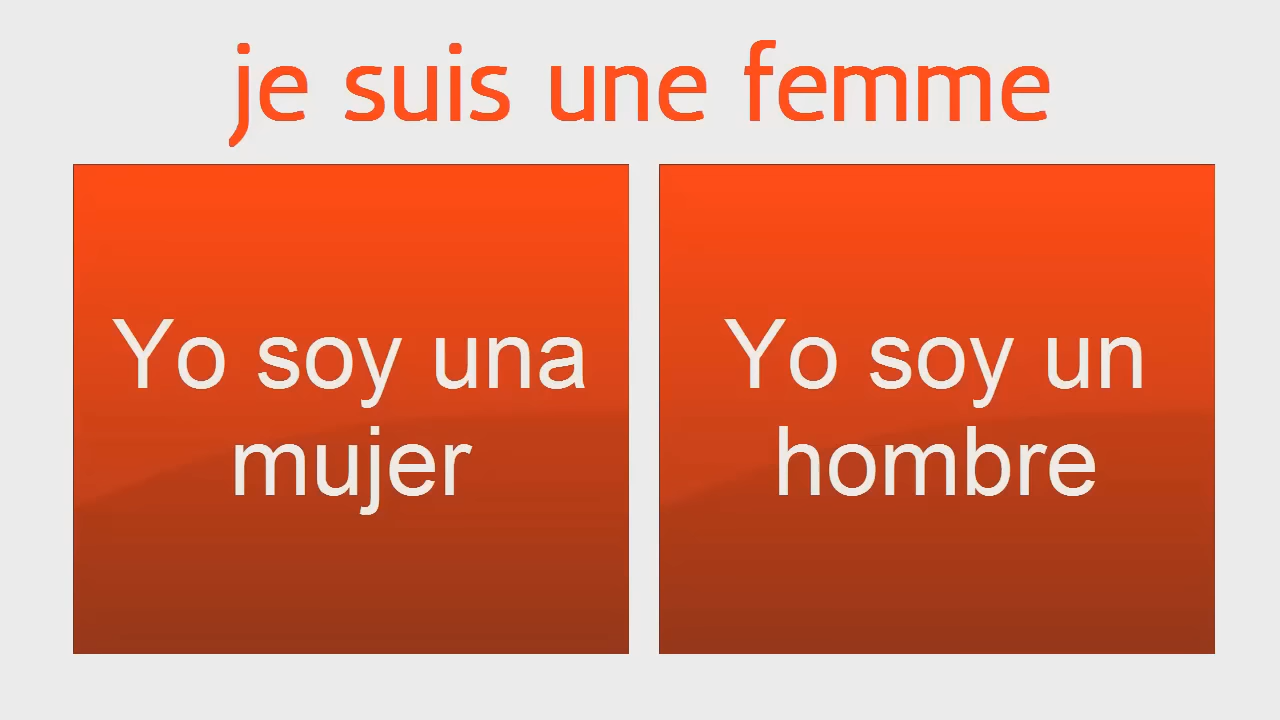 je suis une femme
Yo soy una
mujer
Yo soy un
hombre